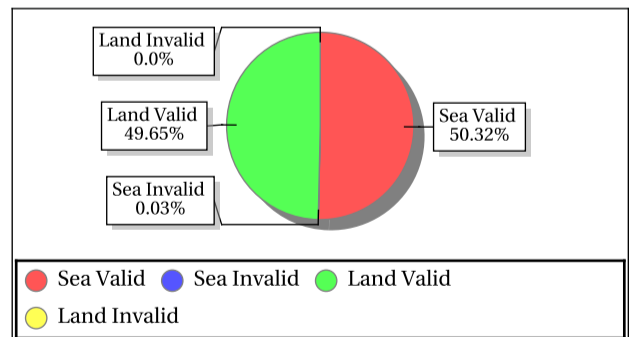 Land Invalid
0.0%
Land Valid
49.65%
Sea Valid
50.32%
Sea Invalid
0.03%
Sea Valid Sea Invalid Land Valid
Land Invalid